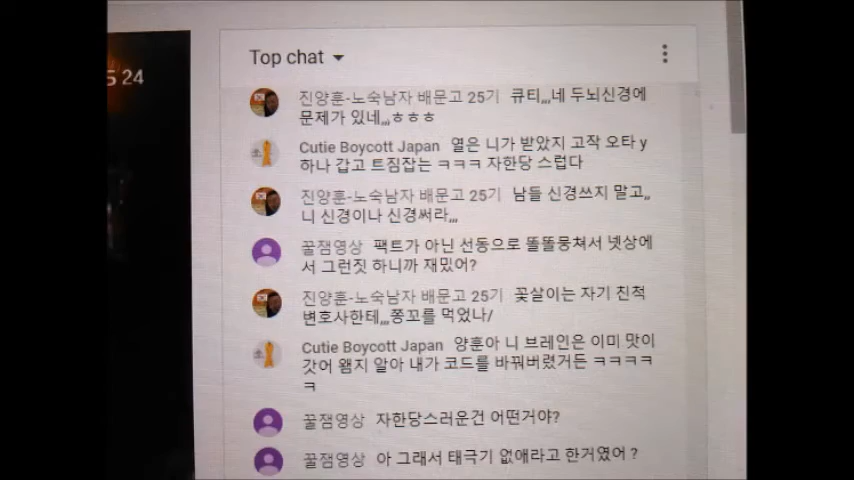 5 24
Top chat
진양훈-노숙남자 배문고 25기 큐티,,,네 두뇌신경에
문제가 있네,,,ㅎㅎㅎ
Cutie Boycott Japan 열은 니가 받았지 고작 오타 y
하나 갑고 트짐잡는 ㅋㅋㅋ 자한당 스럽다
진양훈-노숙남자 배문고 25기 남들 신경쓰지 말고,,
니 신경이나 신경써라,,,
꿀잼영상 팩트가 아닌 선동으로 똘똘뭉쳐서 넷상에
서 그런짓 하니까 재밌어?
진양훈-노숙남자 배문고 25기 꽃살이는 자기 친적
변호사한테,,,쫑꼬를 먹었나/
Cutie Boycott Japan 양훈아 니 브레인은 이미 맛이
갓어 왬지 알아 내가 코드를 바꿔버렸거든 ㅋㅋㅋㅋ
ㅋ
꿀잼영상 자한당스러운건 어떤거야?
꿀잼영상 아 그래서 태극기 없애라고 한거였어 ?